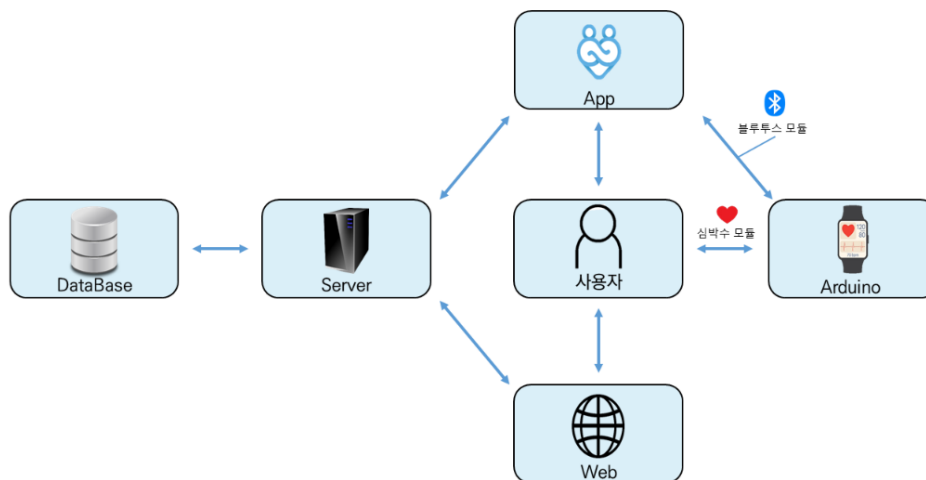 App
블루투스 모듈
심박수 모듈
DataBase
Server
사용자
Arduino
Web